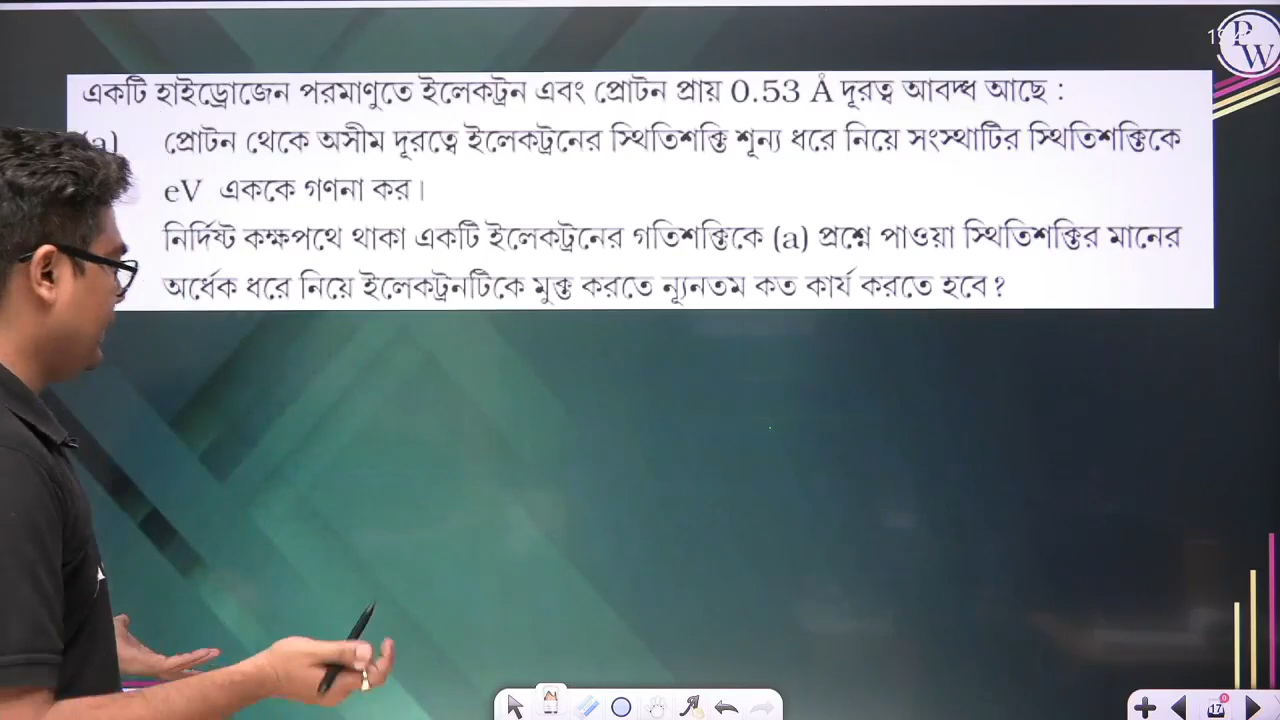 একটি হাইড্রোজেন পরমাণুতে ইলেকট্রন এবং প্রোটন প্রায় 0.53 Å দূরত্ব আবদ্ধ আছে :
a) প্রোটন থেকে অসীম দূরত্বে ইলেকট্রনের স্থিতিশক্তি শূন্য ধরে নিয়ে সংস্থাটির স্থিতিশক্তিকে
eV এককে গণনা কর।
নির্দিষ্ট কক্ষপথে থাকা একটি ইলেকট্রনের গতিশক্তিকে (a) প্রশ্নে পাওয়া স্থিতিশক্তির মানের
অর্ধেক ধরে নিয়ে ইলেকট্রনটিকে মুক্ত করতে ন্যূনতম কত কার্য করতে হবে?
P
W
17